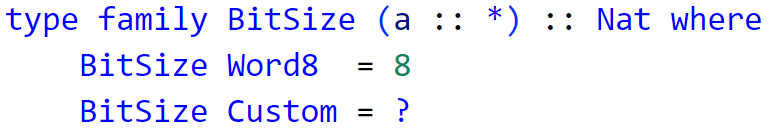 type family BitSize (a :: *) :: Nat where
    BitSize Word8  = 8
    BitSize Custom = ?